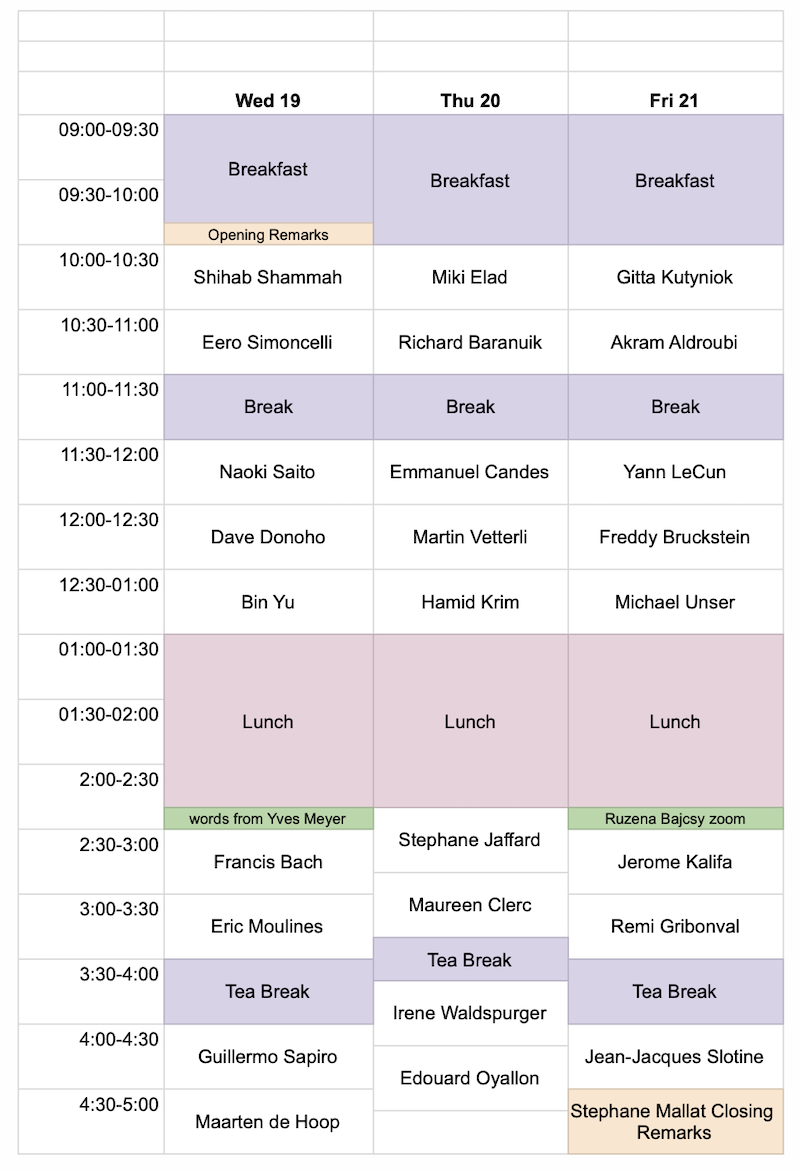 Wed 19 Thu 20 Fri 21
09:00-09:30
Breakfast Breakfast Breakfast
09:30-10:00
Opening Remarks
10:00-10:30
Shihab Shammah Miki Elad Gitta Kutyniok
10:30-11:00
Eero Simoncelli Richard Baranuik Akram Aldroubi
11:00-11:30
Break Break Break
11:30-12:00
Naoki Saito Emmanuel Candes Yann LeCun
12:00-12:30
Dave Donoho Martin Vetterli Freddy Bruckstein
12:30-01:00
Bin Yu Hamid Krim Michael Unser
01:00-01:30
01:30-02:00
Lunch Lunch Lunch
2:00-2:30
words from Yves Meyer Ruzena Bajcsy zoom
Stephane Jaffard
2:30-3:00
Francis Bach Jerome Kalifa
3:00-3:30
Maureen Clerc
Eric Moulines Remi Gribonval
Tea Break
3:30-4:00
Tea Break Tea Break
Irene Waldspurger
4:00-4:30
Guillermo Sapiro Jean-Jacques Slotine
Edouard Oyallon
4:30-5:00
Maarten de Hoop Stephane Mallat Closing
Remarks